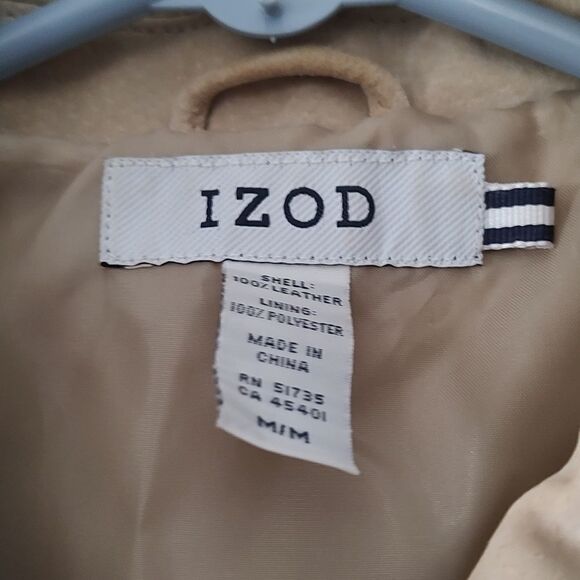 IZOD
SHELL:
100% LEATHER
LINING:
100% POLYESTER
MADE IN
CHINA
RN 51735
CA 45401
M/M